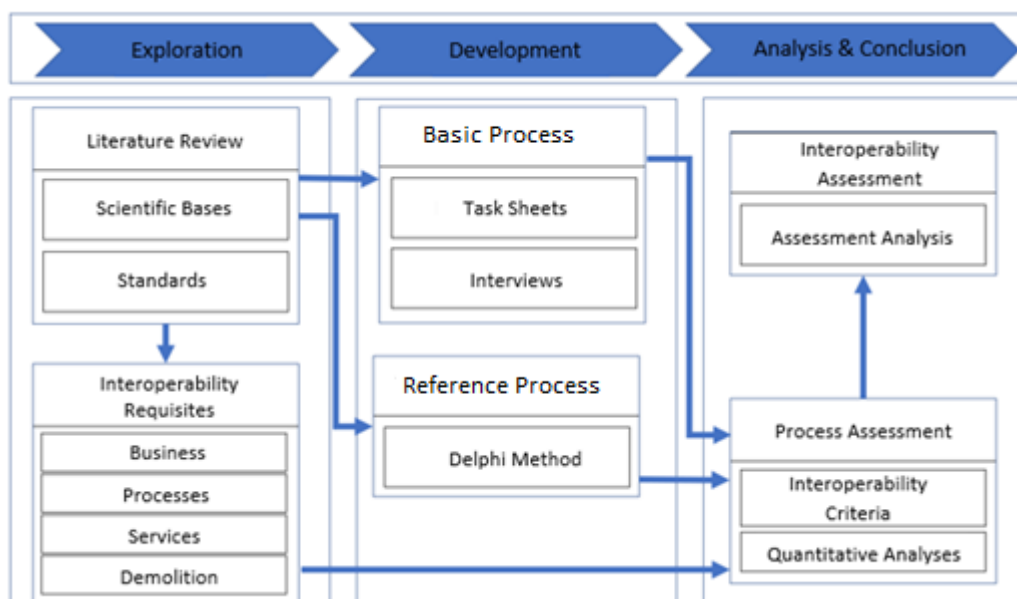 Exploration
Development
Analysis & Conclusion
Literature Review
Scientific Bases
Standards
Interoperability
Requisites
Business
Processes
Services
Demolition
Basic Process
Task Sheets
Interviews
Reference Process
Delphi Method
Interoperability
Assessment
Assessment Analysis
Process Assessment
Interoperability
Criteria
Quantitative Analyses